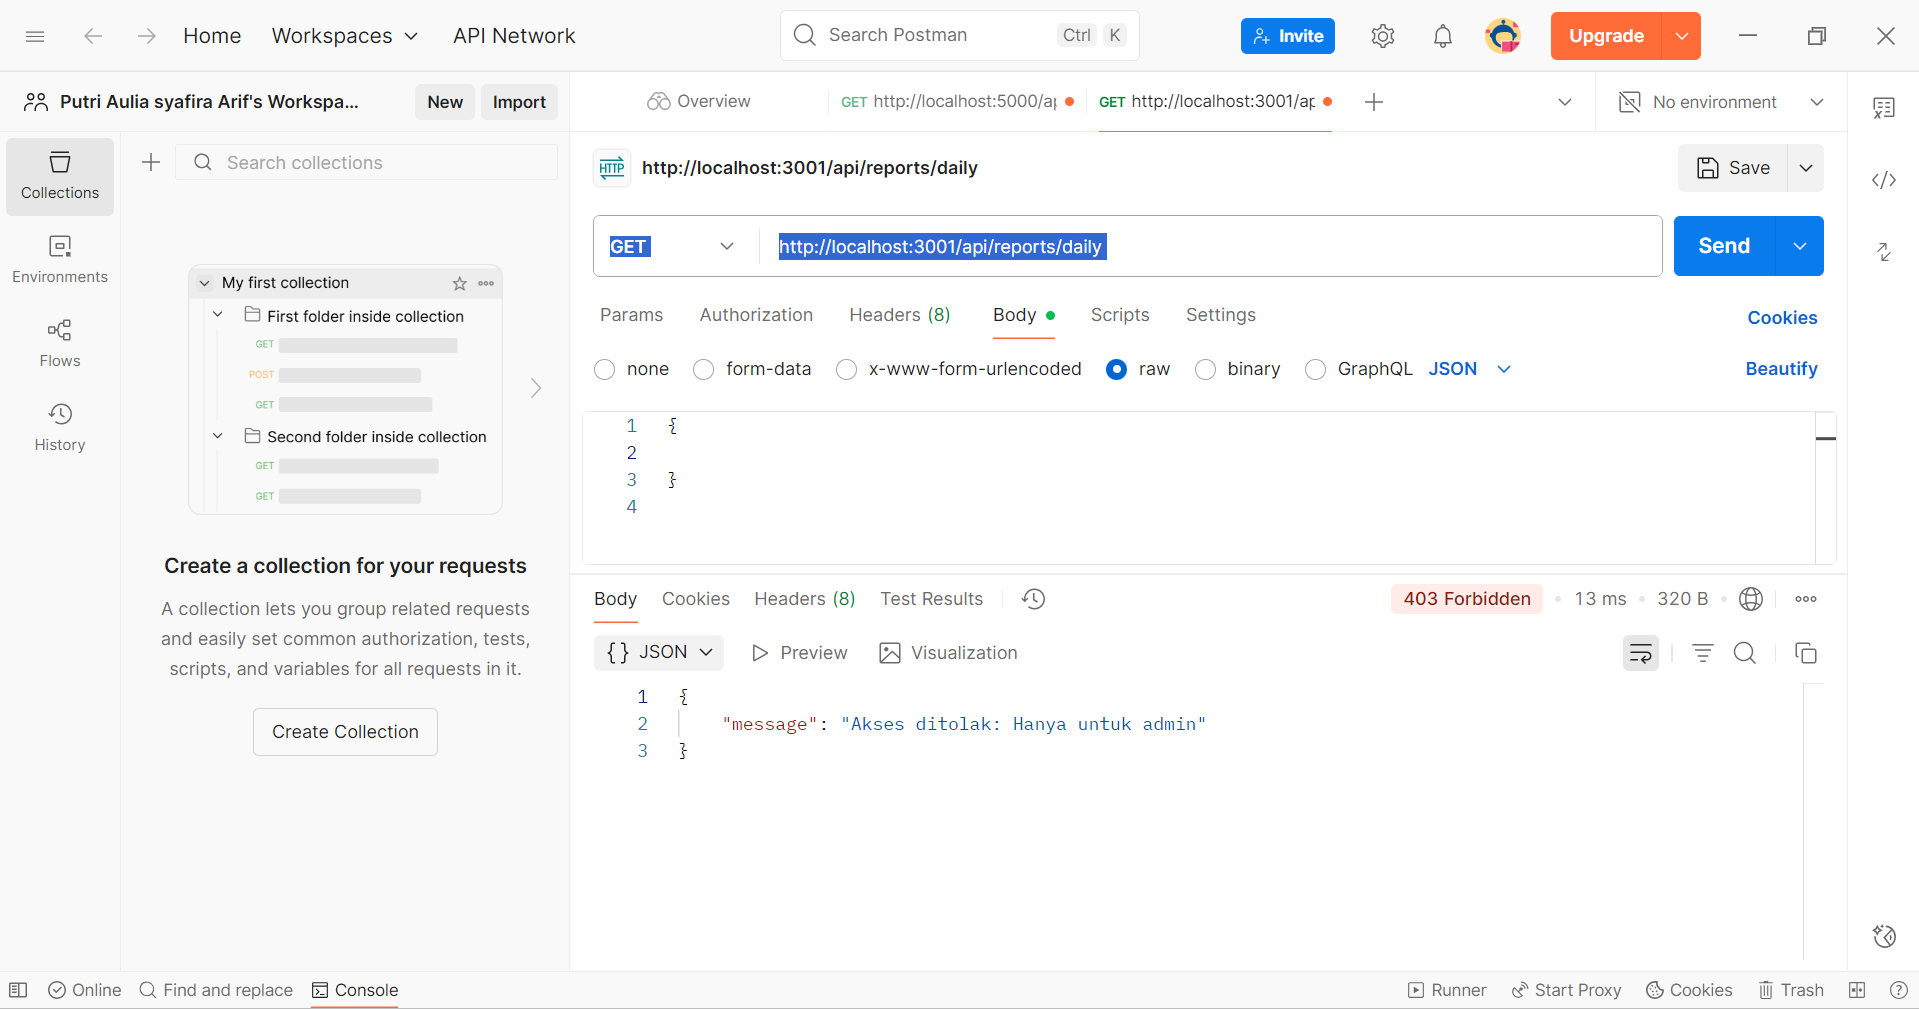 Home Workspaces API Network Search Postman Ctrl K Invite Upgrade
Putri Aulia syafira Arif's Workspa... New Import
Overview GET http://localhost:5000/ap GET http://localhost:3001/ap No environment
Collections
Environments
Flows
History
Search collections
My first collection
First folder inside collection
GET
POST
GET
Second folder inside collection
GET
GET
Create a collection for your requests
A collection lets you group related requests
and easily set common authorization, tests,
scripts, and variables for all requests in it.
Create Collection
HTTP http://localhost:3001/api/reports/daily Save
GET http://localhost:3001/api/reports/daily Send
Params Authorization Headers (8) Body Scripts Settings Cookies
none form-data x-www-form-urlencoded raw binary GraphQL JSON Beautify
1 {
2
3 }
4
Body Cookies Headers (8) Test Results 403 Forbidden • 13 ms • 320 B •
{} JSON Preview Visualization
1 {
2 "message": "Akses ditolak: Hanya untuk admin"
3 }
Online Find and replace Console Runner Start Proxy Cookies Trash